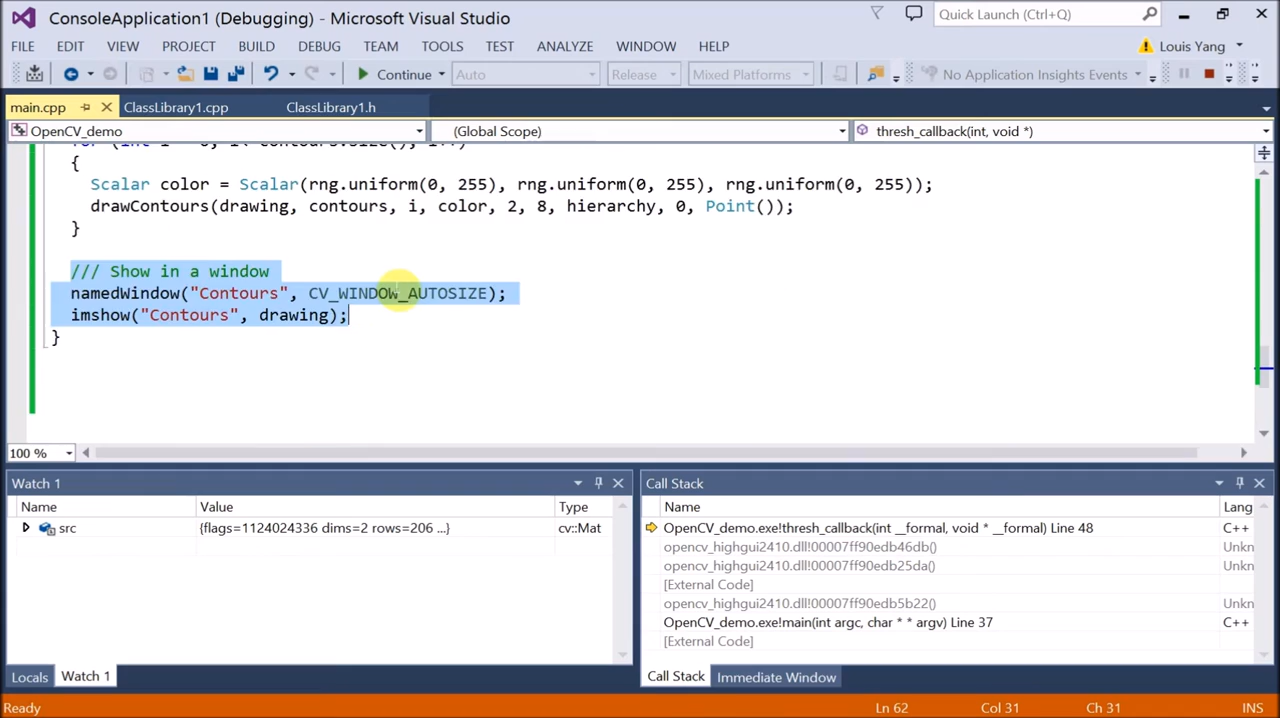 ConsoleApplication1 (Debugging) - Microsoft Visual Studio
Quick Launch (Ctrl+Q)
FILE EDIT VIEW PROJECT BUILD DEBUG TEAM TOOLS TEST ANALYZE WINDOW HELP
Louis Yang
Continue Auto Release Mixed Platforms No Application Insights Events
main.cpp ClassLibrary1.cpp ClassLibrary1.h
OpenCV_demo (Global Scope) thresh_callback(int, void *)
{
Scalar color = Scalar(rng.uniform(0, 255), rng.uniform(0, 255), rng.uniform(0, 255));
drawContours(drawing, contours, i, color, 2, 8, hierarchy, 0, Point());
}
/// Show in a window
namedWindow("Contours", CV_WINDOW_AUTOSIZE);
imshow("Contours", drawing);
}
100 %
Watch 1
Name Value Type
src {flags=1124024336 dims=2 rows=206 ...} cv::Mat
Locals Watch 1
Call Stack
Name Lang
OpenCV_demo.exe!thresh_callback(int __formal, void * __formal) Line 48 C++
opencv_highgui2410.dll!00007ff90edb46db() Unkn
opencv_highgui2410.dll!00007ff90edb25da() Unkn
[External Code]
opencv_highgui2410.dll!00007ff90edb5b22() Unkn
OpenCV_demo.exe!main(int argc, char * * argv) Line 37 C++
[External Code]
Call Stack Immediate Window
Ready Ln 62 Col 31 Ch 31 INS